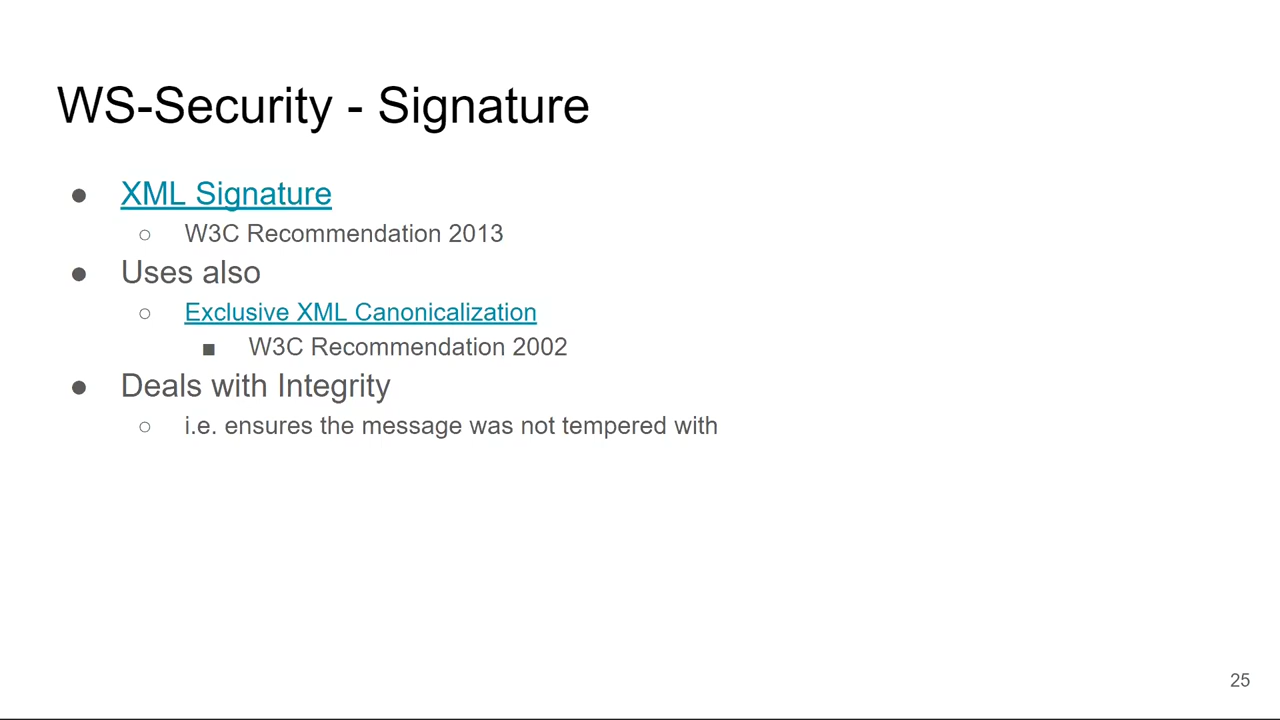 WS-Security - Signature
● XML Signature
○ W3C Recommendation 2013
● Uses also
○ Exclusive XML Canonicalization
■ W3C Recommendation 2002
● Deals with Integrity
○ i.e. ensures the message was not tempered with
25